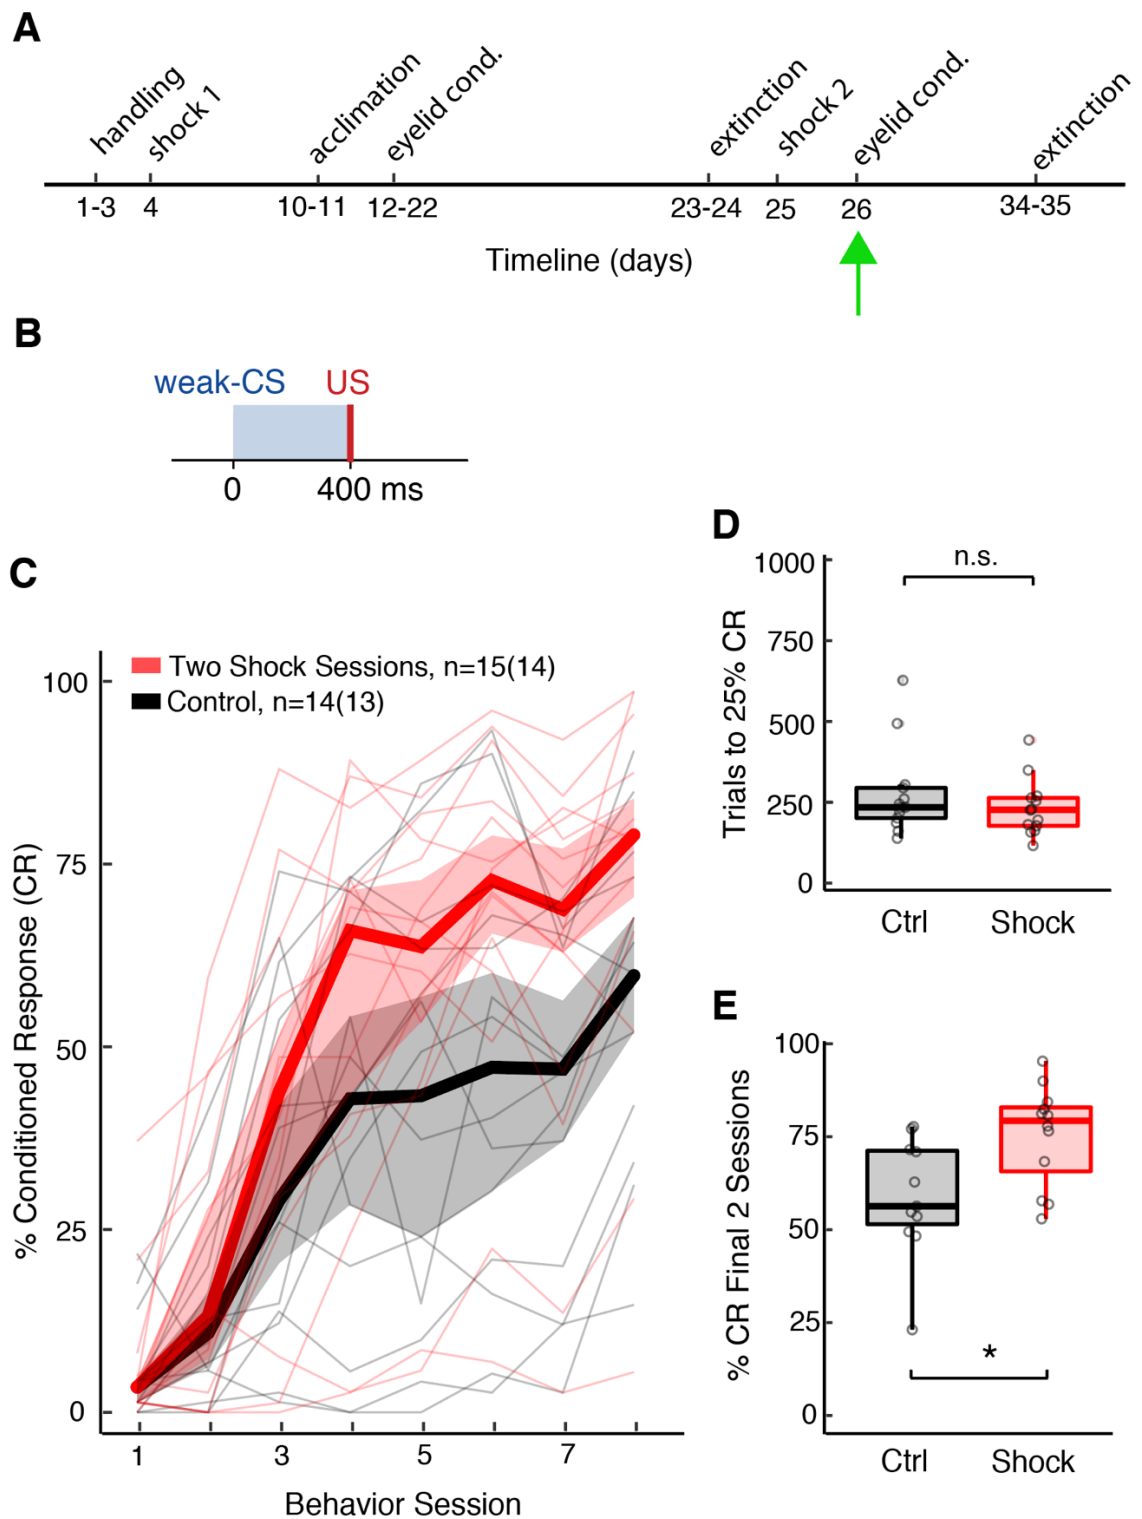 A
handling
shock 1
acclimation
eyelid cond.
extinction
shock 2
eyelid cond.
extinction
1-3 4 10-11 12-22 23-24 25 26 34-35
Timeline (days)
B
weak-CS US
0 400 ms
C
% Conditioned Response (CR)
100
75
50
25
0
Two Shock Sessions, n=15(14)
Control, n=14(13)
1 3 5 7
Behavior Session
D
Trials to 25% CR
1000
750
500
250
0
n.s.
Ctrl Shock
E
% CR Final 2 Sessions
100
75
50
25
0
*
Ctrl Shock